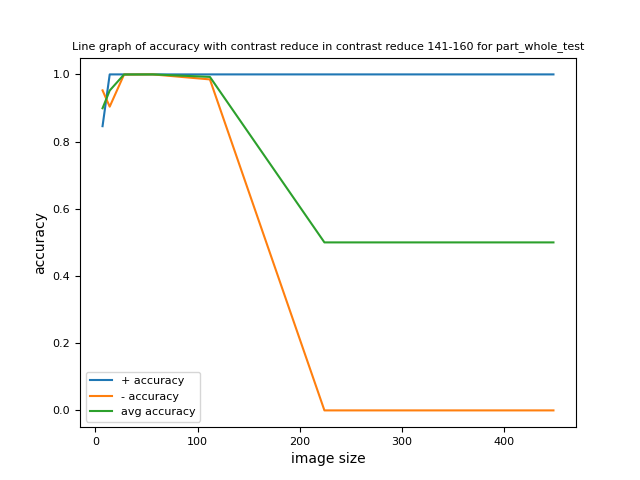 Line graph of accuracy with contrast reduce in contrast reduce 141-160 for part_whole_test
accuracy
1.0
0.8
0.6
0.4
0.2
0.0
+ accuracy
- accuracy
avg accuracy
0 100 200 300 400
image size